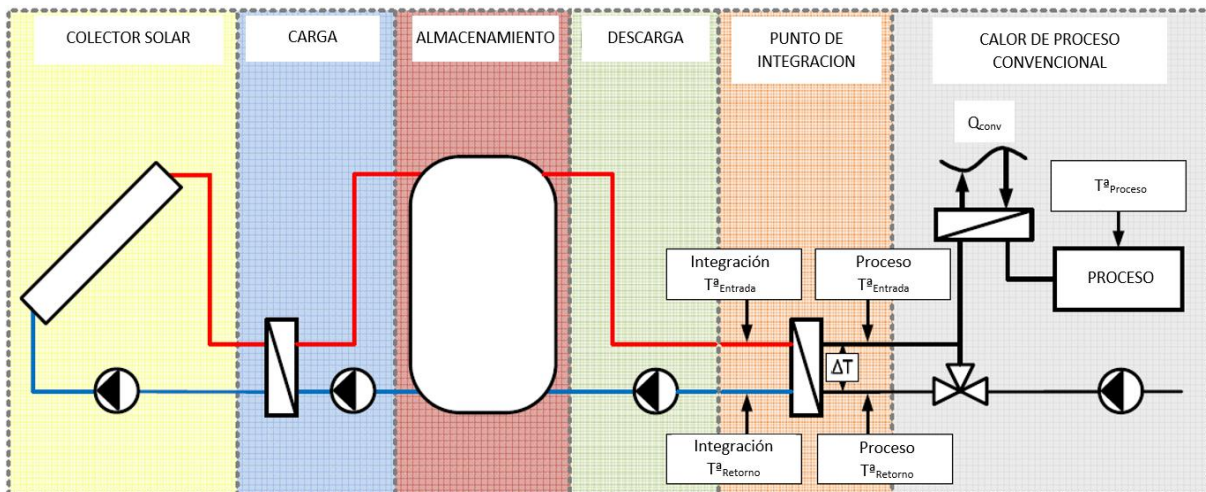 COLECTOR SOLAR
CARGA
ALMACENAMIENTO
DESCARGA
PUNTO DE
INTEGRACION
CALOR DE PROCESO
CONVENCIONAL
Qconv
TªProceso
PROCESO
Integración
TªEntrada
Proceso
TªEntrada
ΔT
Integración
TªRetorno
Proceso
TªRetorno